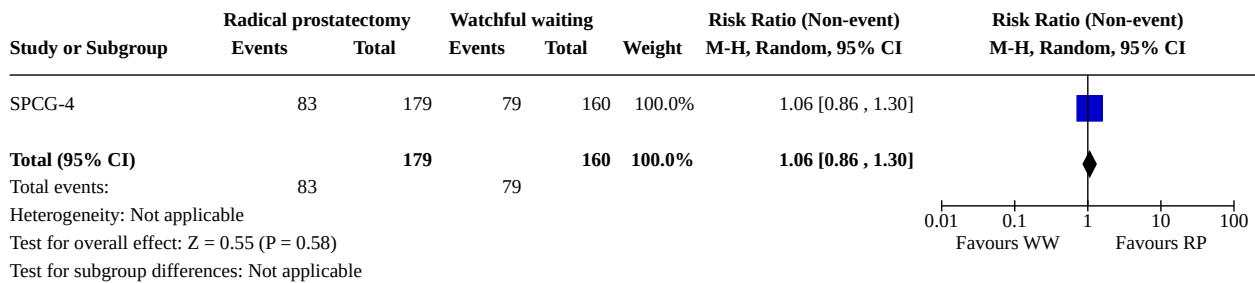 Radical prostatectomy Watchful waiting Risk Ratio (Non-event) Risk Ratio (Non-event)
Study or Subgroup Events Total Events Total Weight M-H, Random, 95% CI M-H, Random, 95% CI
SPCG-4 83 179 79 160 100.0% 1.06 [0.86 , 1.30]
Total (95% CI) 179 160 100.0% 1.06 [0.86 , 1.30]
Total events: 83 79
Heterogeneity: Not applicable
0.01 0.1 1 10 100
Test for overall effect: Z = 0.55 (P = 0.58) Favours WW Favours RP
Test for subgroup differences: Not applicable